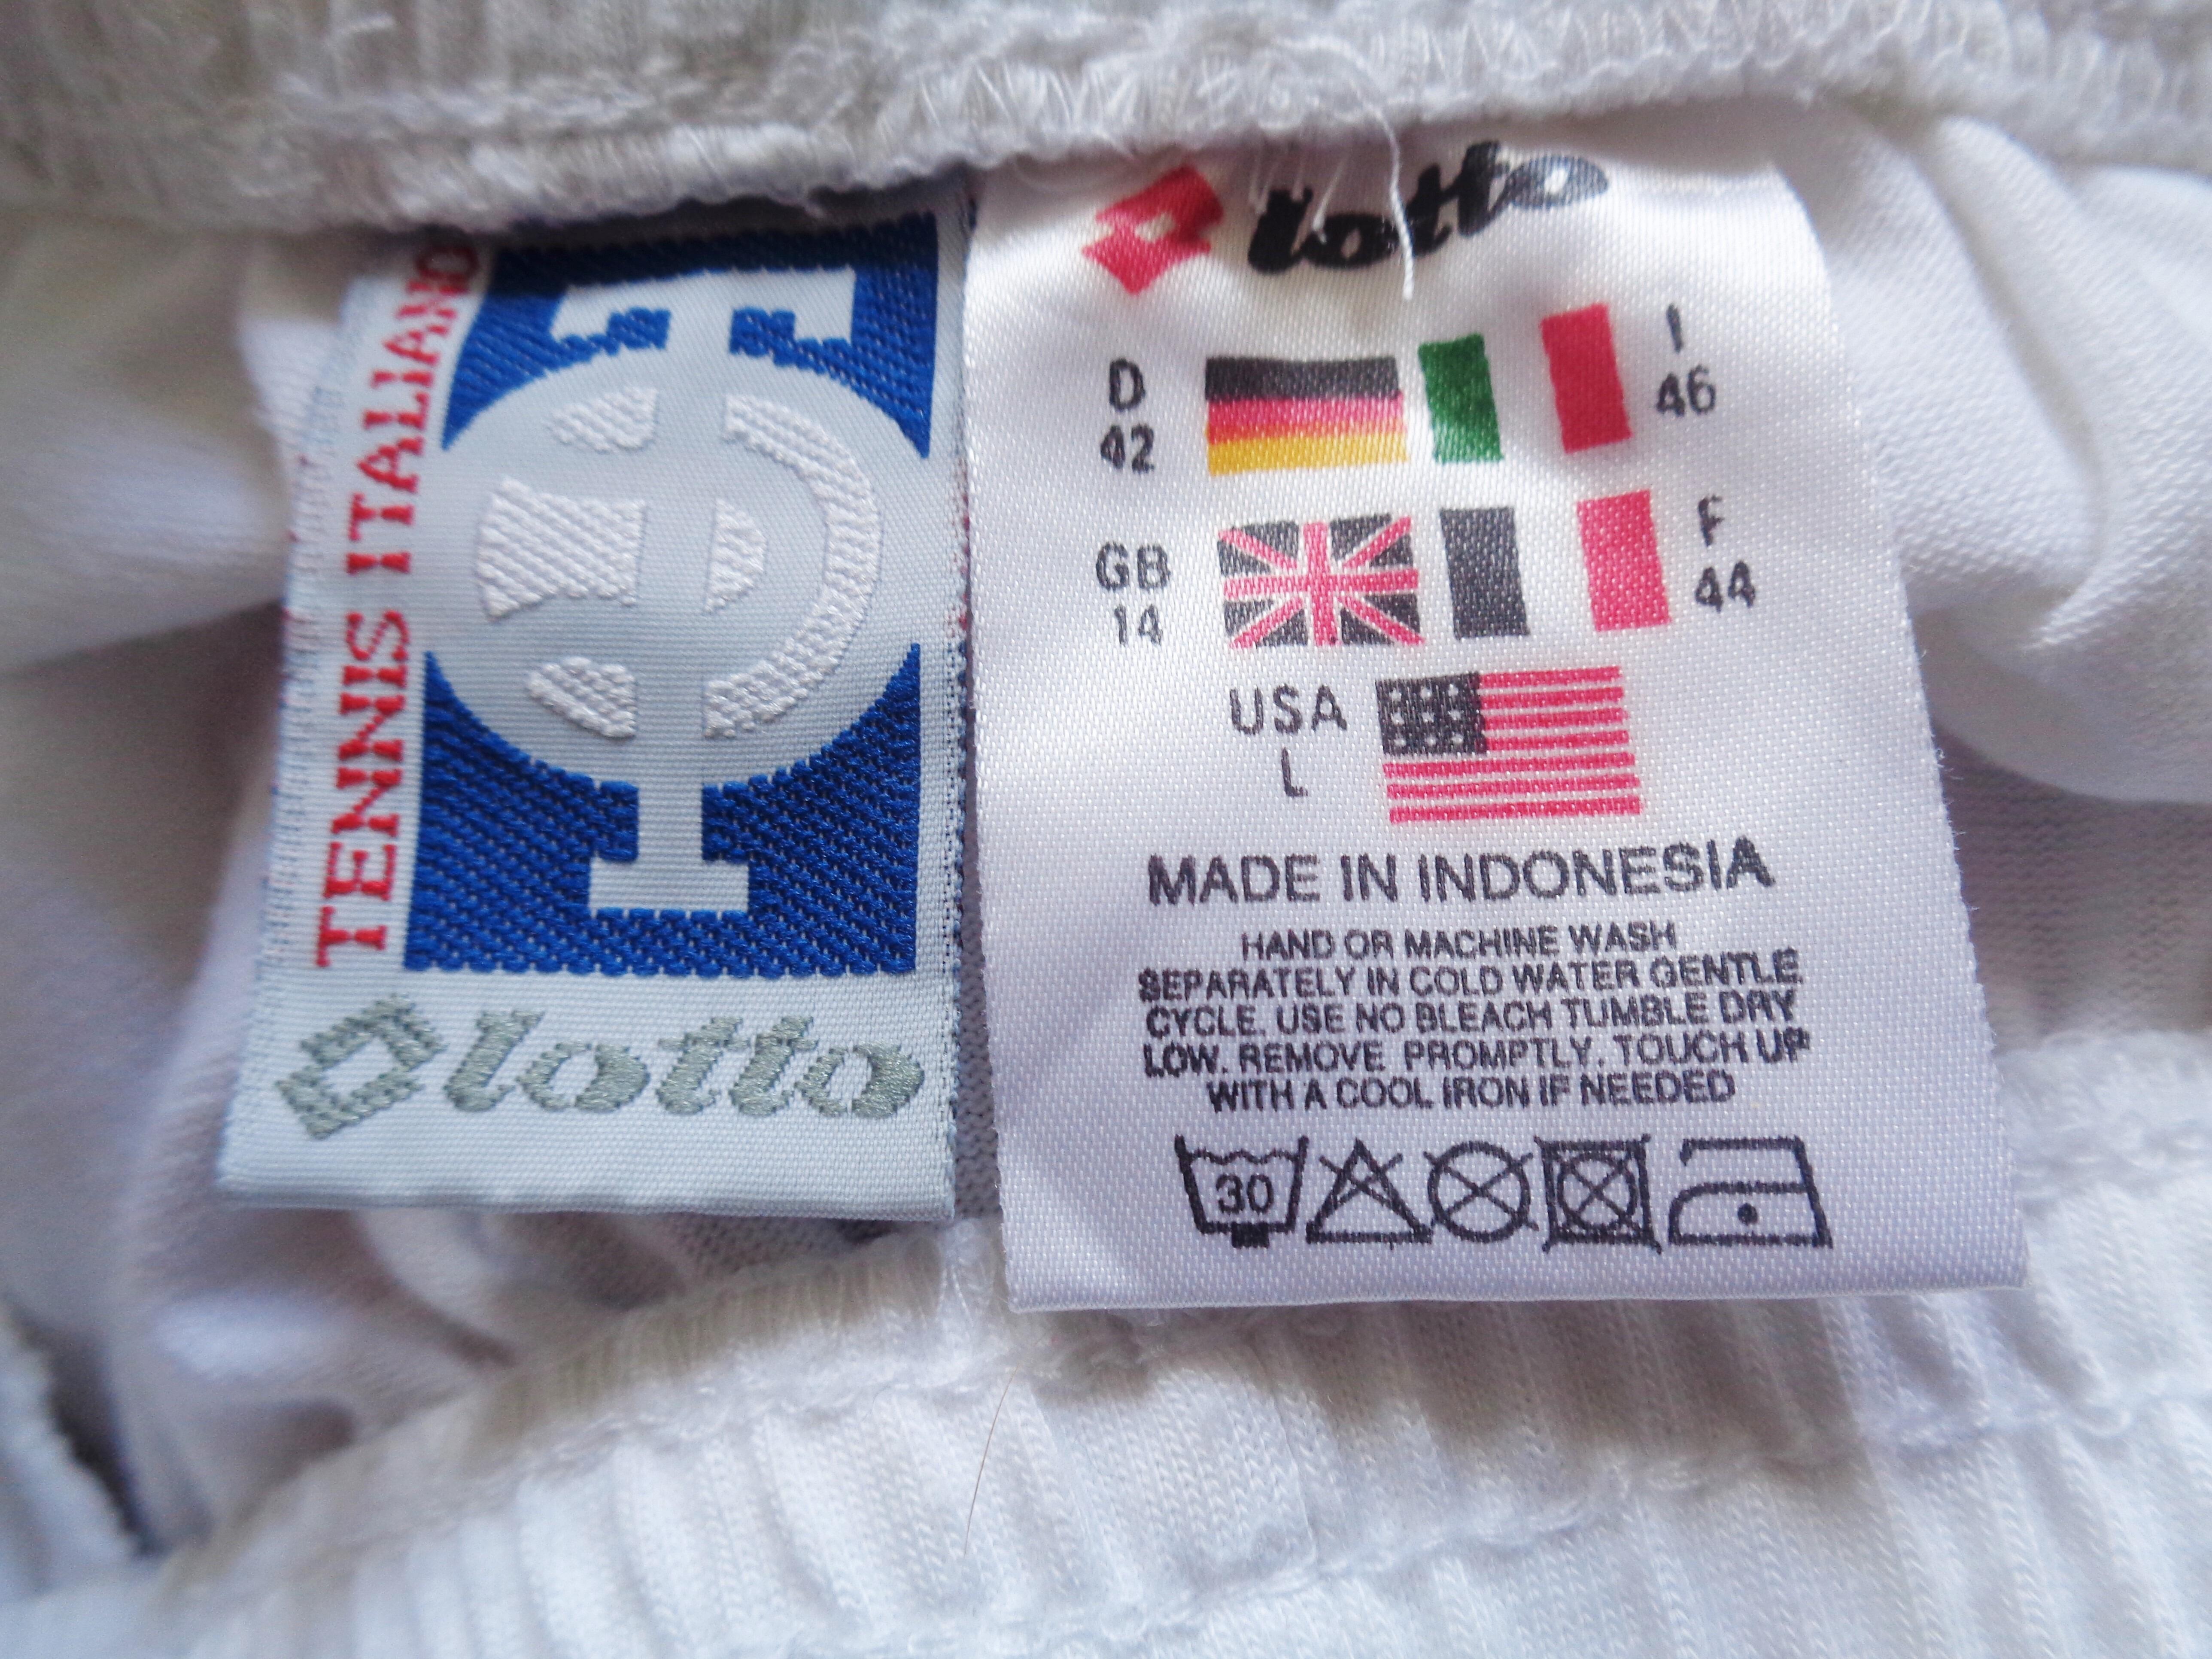 TENNIS ITALIANO
lotto
lotto
D
42
I
46
GB
14
F
44
USA
L
MADE IN INDONESIA
HAND OR MACHINE WASH
SEPARATELY IN COLD WATER GENTLE
CYCLE. USE NO BLEACH TUMBLE DRY
LOW. REMOVE PROMPTLY. TOUCH UP
WITH A COOL IRON IF NEEDED
30